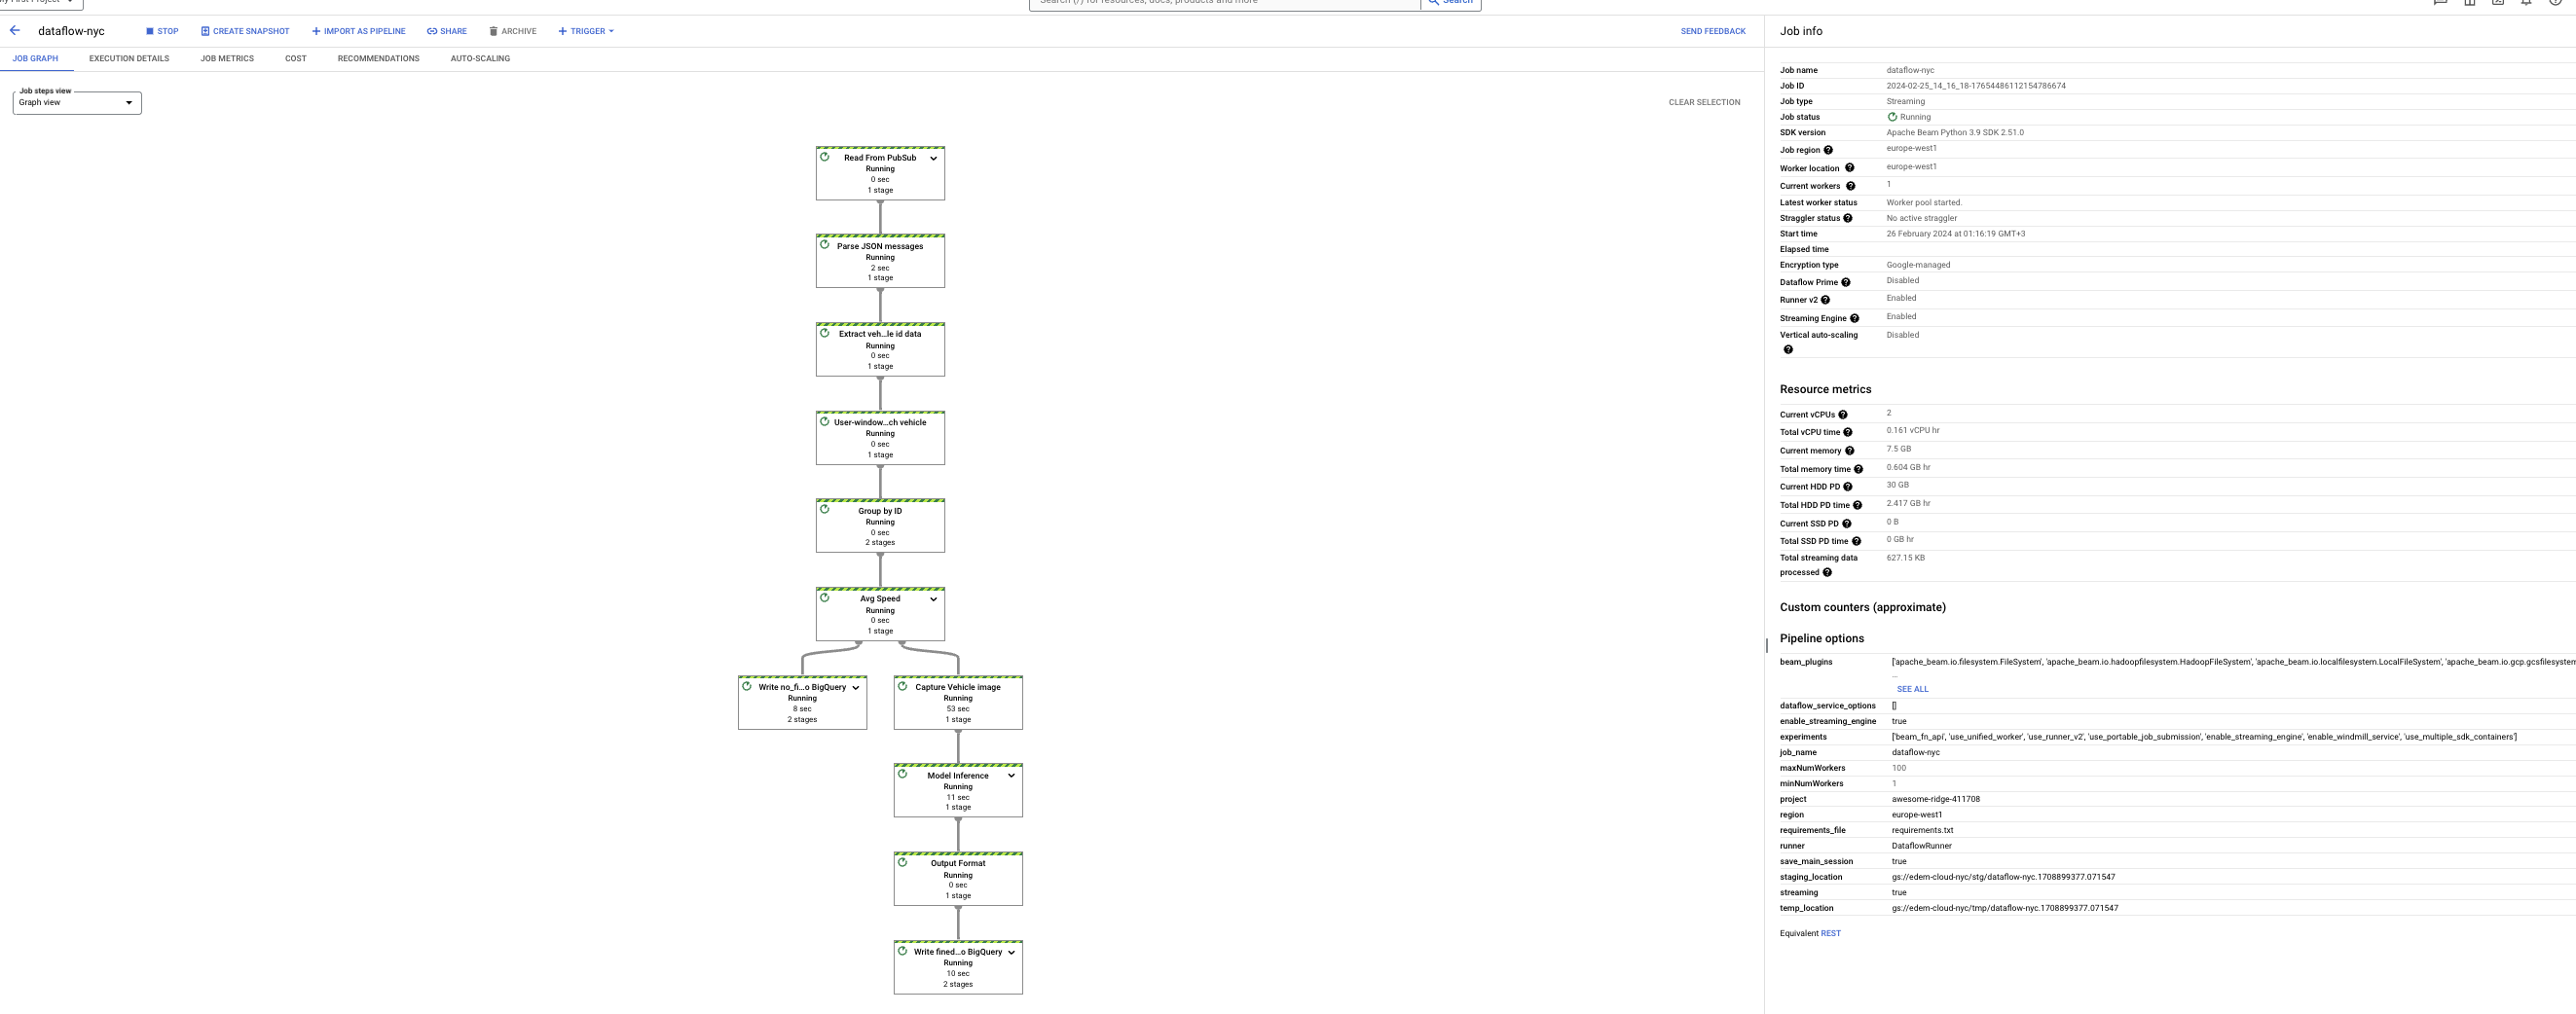 My First Project
Search (/) for resources, docs, products and more
Search
dataflow-nyc
STOP
CREATE SNAPSHOT
IMPORT AS PIPELINE
SHARE
ARCHIVE
TRIGGER
SEND FEEDBACK
JOB GRAPH
EXECUTION DETAILS
JOB METRICS
COST
RECOMMENDATIONS
AUTO-SCALING
Job steps view
Graph view
CLEAR SELECTION
Read From PubSub
Running
0 sec
1 stage
Parse JSON messages
Running
2 sec
1 stage
Extract veh...le id data
Running
0 sec
1 stage
User-window...ch vehicle
Running
0 sec
1 stage
Group by ID
Running
0 sec
2 stages
Avg Speed
Running
0 sec
1 stage
Write no_fi...o BigQuery
Running
8 sec
2 stages
Capture Vehicle image
Running
53 sec
1 stage
Model Inference
Running
11 sec
1 stage
Output Format
Running
0 sec
1 stage
Write fined...o BigQuery
Running
10 sec
2 stages
Job info
Job name dataflow-nyc
Job ID 2024-02-25_14_16_18-17654486112154786674
Job type Streaming
Job status Running
SDK version Apache Beam Python 3.9 SDK 2.51.0
Job region europe-west1
Worker location europe-west1
Current workers 1
Latest worker status Worker pool started.
Straggler status No active straggler
Start time 26 February 2024 at 01:16:19 GMT+3
Elapsed time
Encryption type Google-managed
Dataflow Prime Disabled
Runner v2 Enabled
Streaming Engine Enabled
Vertical auto-scaling Disabled
Resource metrics
Current vCPUs 2
Total vCPU time 0.161 vCPU hr
Current memory 7.5 GB
Total memory time 0.604 GB hr
Current HDD PD 30 GB
Total HDD PD time 2.417 GB hr
Current SSD PD 0 B
Total SSD PD time 0 GB hr
Total streaming data processed 627.15 KB
Custom counters (approximate)
Pipeline options
beam_plugins ['apache_beam.io.filesystem.FileSystem', 'apache_beam.io.hadoopfilesystem.HadoopFileSystem', 'apache_beam.io.localfilesystem.LocalFileSystem', 'apache_beam.io.gcp.gcsfilesystem
...
SEE ALL
dataflow_service_options []
enable_streaming_engine true
experiments ['beam_fn_api', 'use_unified_worker', 'use_runner_v2', 'use_portable_job_submission', 'enable_streaming_engine', 'enable_windmill_service', 'use_multiple_sdk_containers']
job_name dataflow-nyc
maxNumWorkers 100
minNumWorkers 1
project awesome-ridge-411708
region europe-west1
requirements_file requirements.txt
runner DataflowRunner
save_main_session true
staging_location gs://edem-cloud-nyc/stg/dataflow-nyc.1708899377.071547
streaming true
temp_location gs://edem-cloud-nyc/tmp/dataflow-nyc.1708899377.071547
Equivalent REST